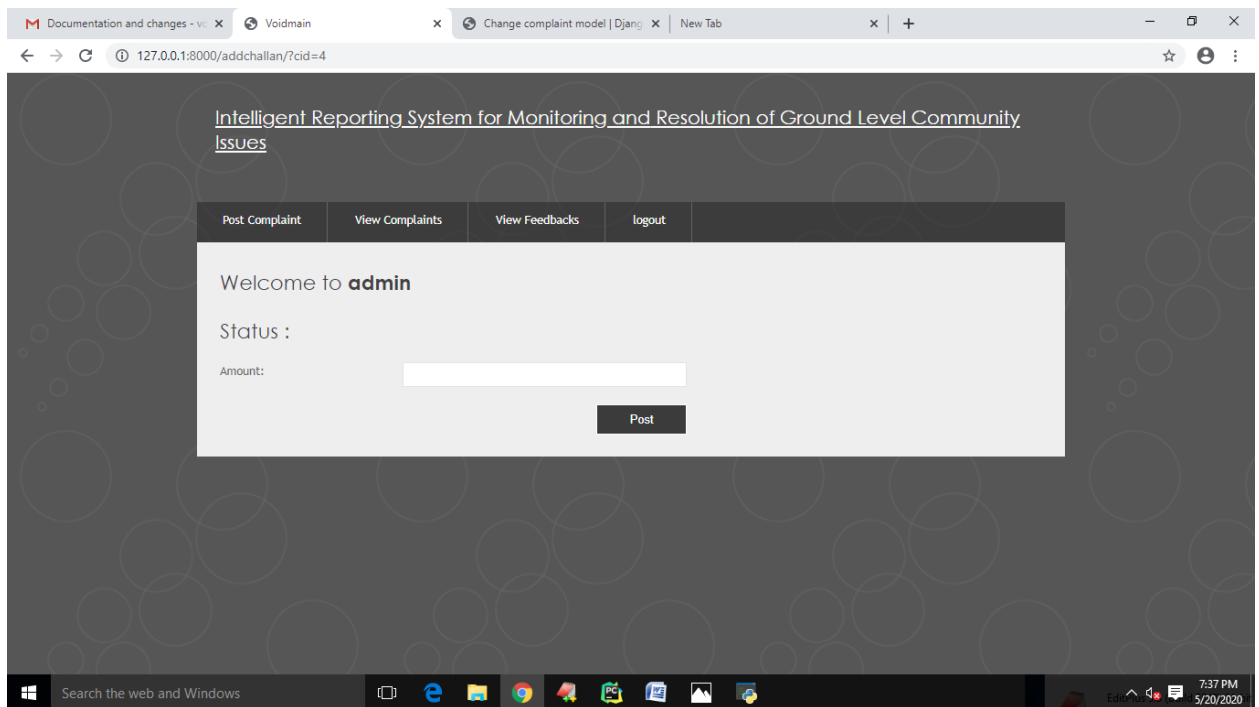 Documentation and changes - vo
Voidmain
Change complaint model | Djang
New Tab
127.0.0.1:8000/addchallan/?cid=4
Intelligent Reporting System for Monitoring and Resolution of Ground Level Community
Issues
Post Complaint
View Complaints
View Feedbacks
logout
Welcome to admin
Status :
Amount:
Post
Search the web and Windows
7:37 PM
5/20/2020